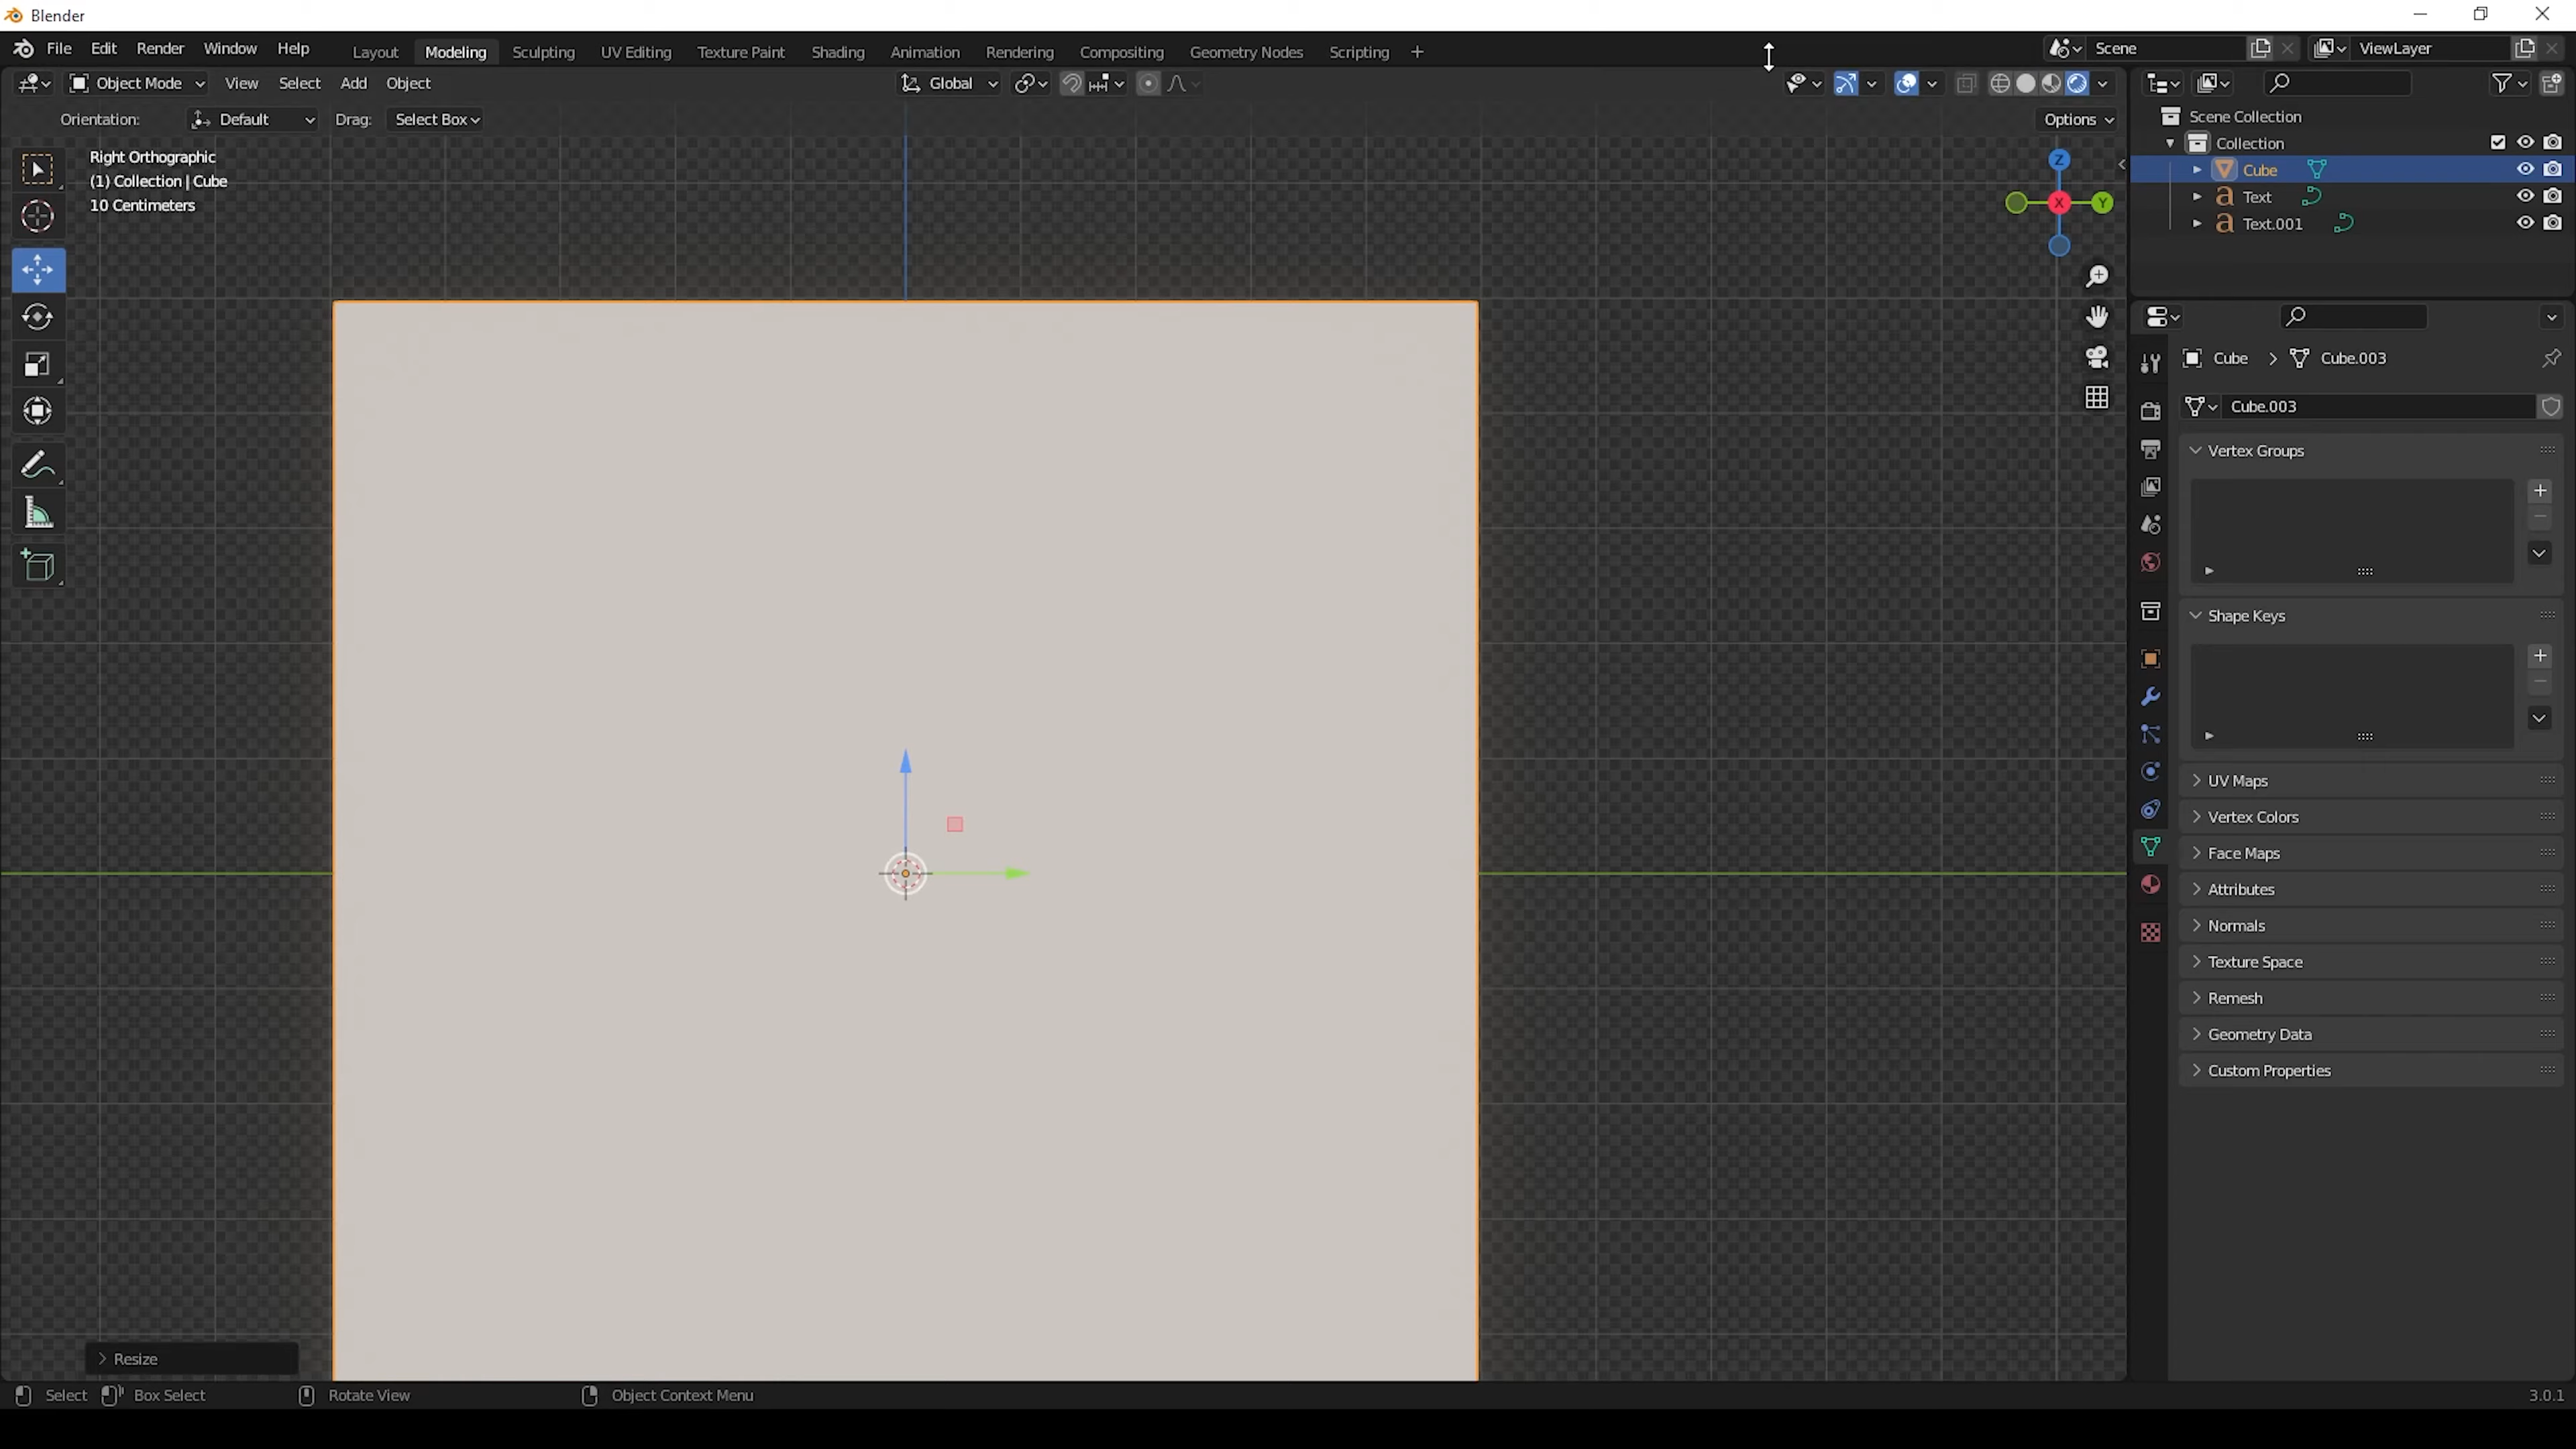 Blender
File Edit Render Window Help Layout Modeling Sculpting UV Editing Texture Paint Shading Animation Rendering Compositing Geometry Nodes Scripting + Scene ViewLayer
Object Mode View Select Add Object Global
Orientation: Default Drag: Select Box Options
Right Orthographic
(1) Collection | Cube
10 Centimeters
Z
X
Y
Scene Collection
Collection
Cube
Text
Text.001
Cube > Cube.003
Cube.003
Vertex Groups
Shape Keys
UV Maps
Vertex Colors
Face Maps
Attributes
Normals
Texture Space
Remesh
Geometry Data
Custom Properties
Resize
Select Box Select Rotate View Object Context Menu 3.0.1